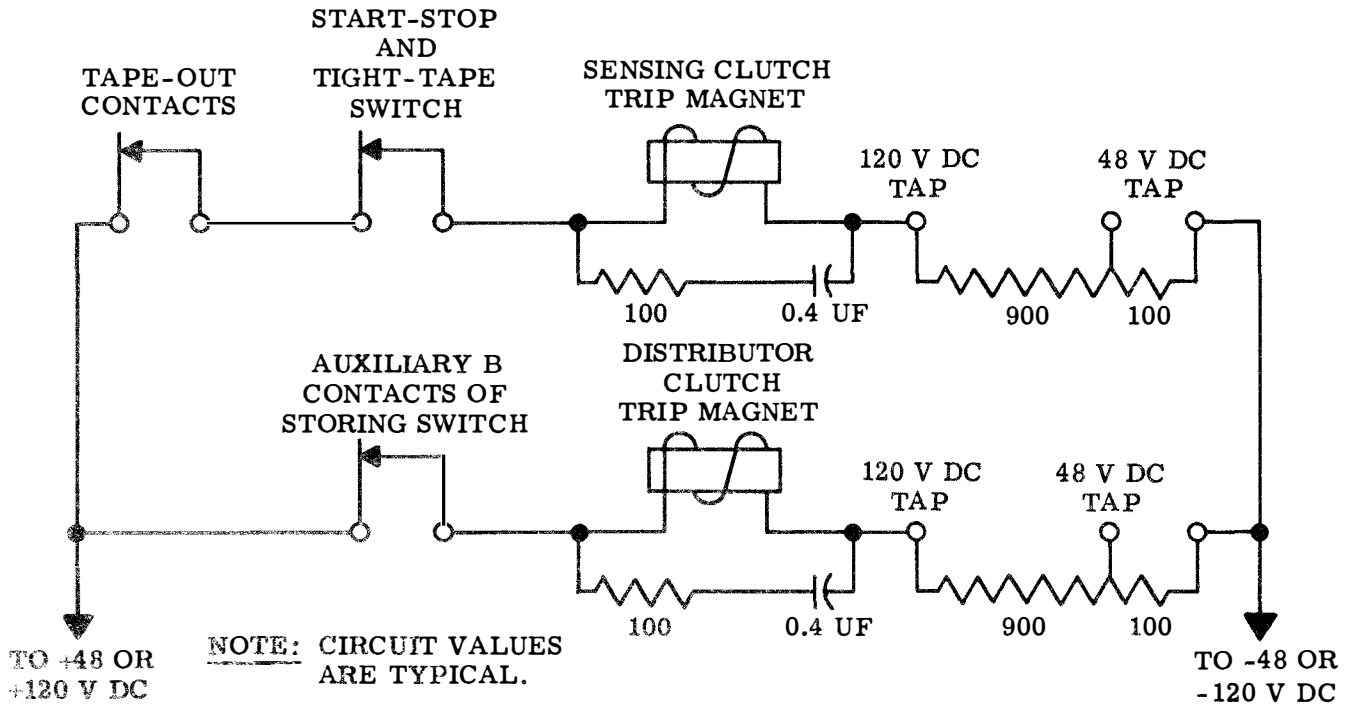 START-STOP
AND
TIGHT-TAPE
SWITCH
TAPE-OUT
CONTACTS
SENSING CLUTCH
TRIP MAGNET
120 V DC
TAP
48 V DC
TAP
100
0.4 UF
900
100
AUXILIARY B
CONTACTS OF
STORING SWITCH
DISTRIBUTOR
CLUTCH
TRIP MAGNET
120 V DC
TAP
48 V DC
TAP
100
0.4 UF
900
100
TO +48 OR
+120 V DC
NOTE: CIRCUIT VALUES
ARE TYPICAL.
TO -48 OR
-120 V DC